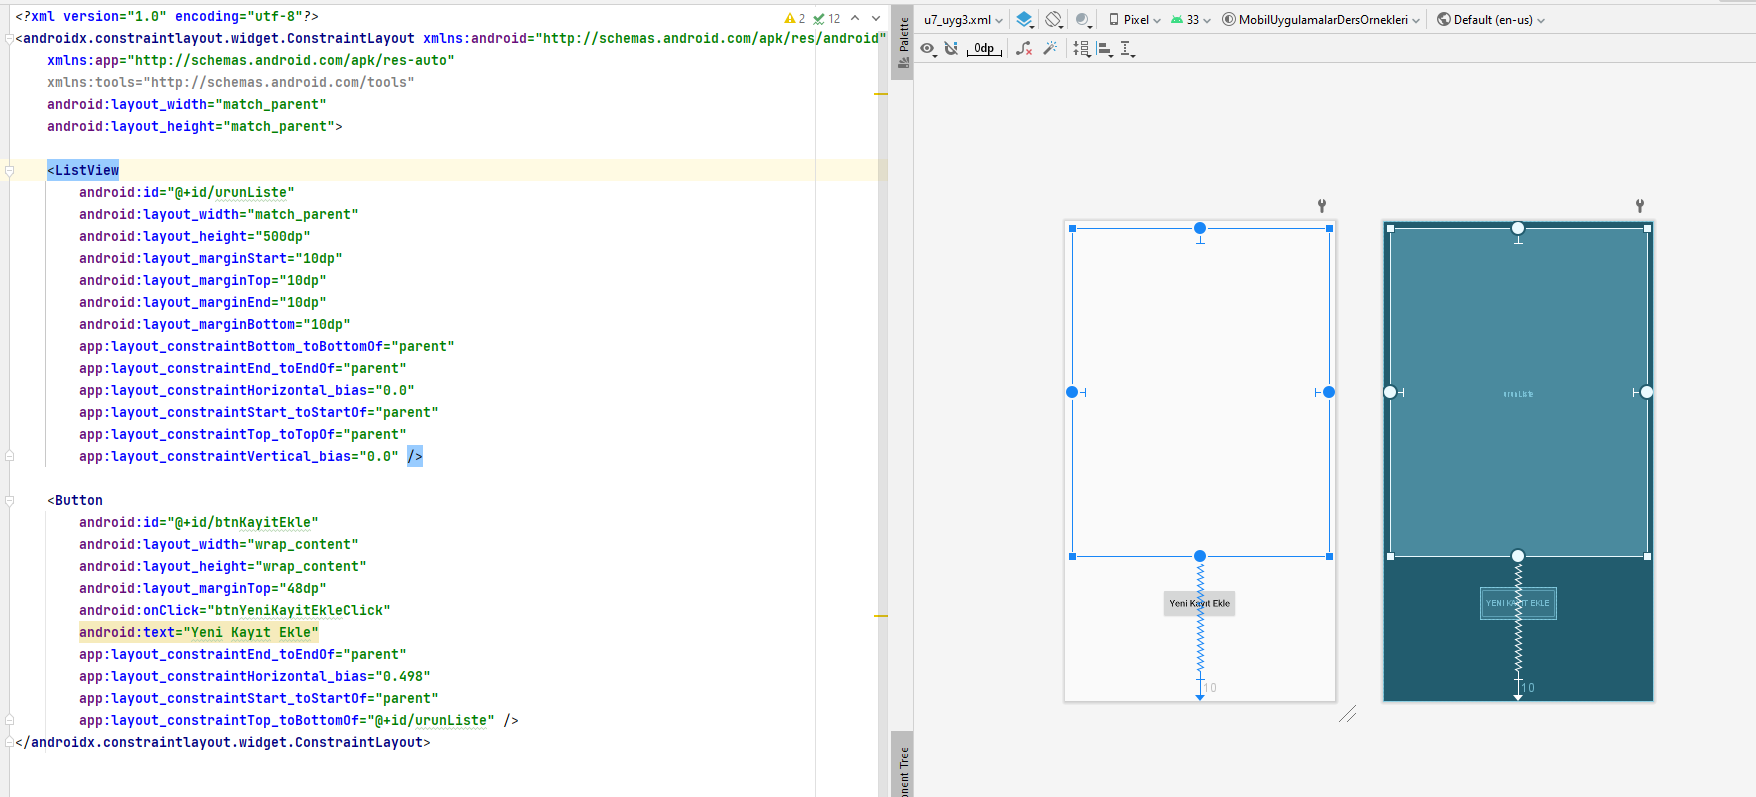 <?xml version="1.0" encoding="utf-8"?>
2 12
<androidx.constraintlayout.widget.ConstraintLayout xmlns:android="http://schemas.android.com/apk/res/android"
xmlns:app="http://schemas.android.com/apk/res-auto"
xmlns:tools="http://schemas.android.com/tools"
android:layout_width="match_parent"
android:layout_height="match_parent">
<ListView
android:id="@+id/urunListe"
android:layout_width="match_parent"
android:layout_height="500dp"
android:layout_marginStart="10dp"
android:layout_marginTop="10dp"
android:layout_marginEnd="10dp"
android:layout_marginBottom="10dp"
app:layout_constraintBottom_toBottomOf="parent"
app:layout_constraintEnd_toEndOf="parent"
app:layout_constraintHorizontal_bias="0.0"
app:layout_constraintStart_toStartOf="parent"
app:layout_constraintTop_toTopOf="parent"
app:layout_constraintVertical_bias="0.0" />
<Button
android:id="@+id/btnKayitEkle"
android:layout_width="wrap_content"
android:layout_height="wrap_content"
android:layout_marginTop="48dp"
android:onClick="btnYeniKayitEkleClick"
android:text="Yeni Kayıt Ekle"
app:layout_constraintEnd_toEndOf="parent"
app:layout_constraintHorizontal_bias="0.498"
app:layout_constraintStart_toStartOf="parent"
app:layout_constraintTop_toBottomOf="@+id/urunListe" />
</androidx.constraintlayout.widget.ConstraintLayout>
Palette
nent Tree
u7_uyg3.xml Pixel 33 MobilUygulamalarDersOrnekleri Default (en-us)
0dp
urunListe
Yeni Kayıt Ekle
YENİ KAYIT EKLE
10
10